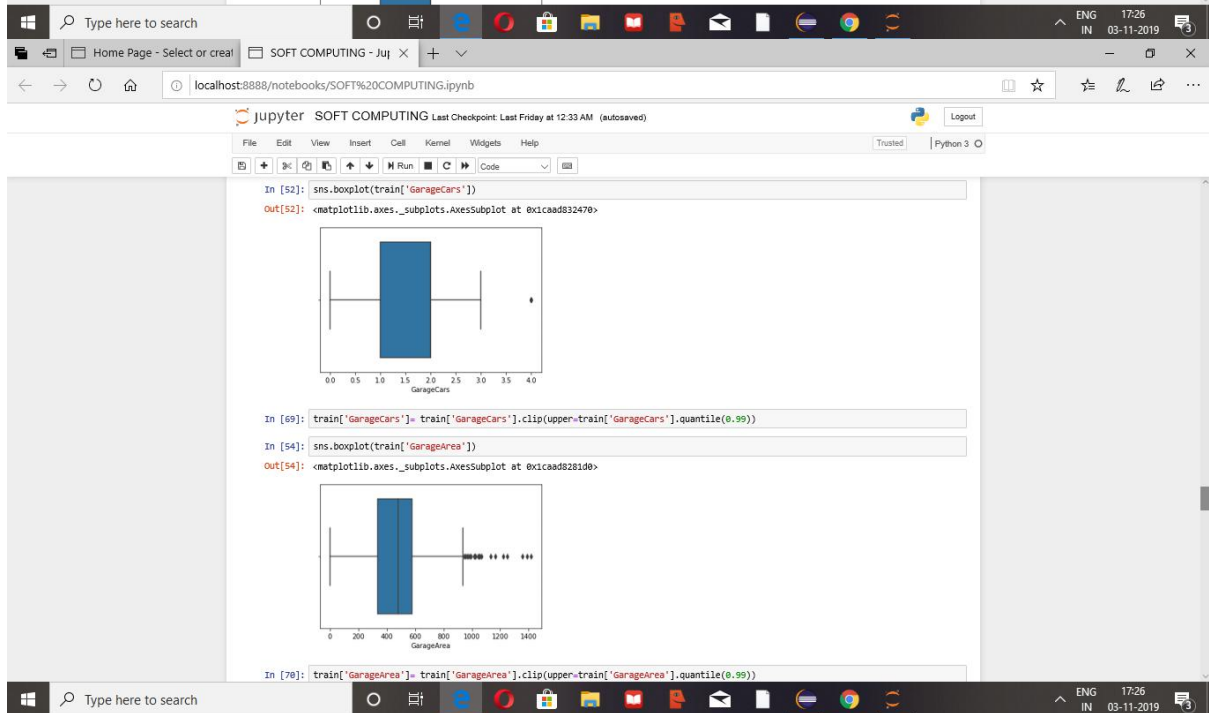 Type here to search
ENG 17:26
IN 03-11-2019
3
Home Page - Select or creat
SOFT COMPUTING - Ju
localhost:8888/notebooks/SOFT%20COMPUTING.ipynb
jupyter SOFT COMPUTING Last Checkpoint: Last Friday at 12:33 AM (autosaved)
Logout
File Edit View Insert Cell Kernel Widgets Help
Trusted Python 3
Run Code
In [52]: sns.boxplot(train['GarageCars'])
Out[52]: <matplotlib.axes._subplots.AxesSubplot at 0x1caad832470>
0.0 0.5 1.0 1.5 2.0 2.5 3.0 3.5 4.0
GarageCars
In [69]: train['GarageCars']= train['GarageCars'].clip(upper=train['GarageCars'].quantile(0.99))
In [54]: sns.boxplot(train['GarageArea'])
Out[54]: <matplotlib.axes._subplots.AxesSubplot at 0x1caad8281d0>
0 200 400 600 800 1000 1200 1400
GarageArea
In [70]: train['GarageArea']= train['GarageArea'].clip(upper=train['GarageArea'].quantile(0.99))
Type here to search
ENG 17:26
IN 03-11-2019
3